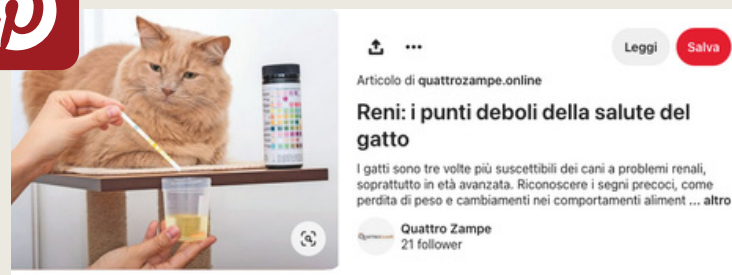 Leggi
Salva
Articolo di quattrozampe.online
Reni: i punti deboli della salute del
gatto
I gatti sono tre volte più suscettibili dei cani a problemi renali,
soprattutto in età avanzata. Riconoscere i segni precoci, come
perdita di peso e cambiamenti nei comportamenti aliment ... altro
Quattro Zampe
21 follower